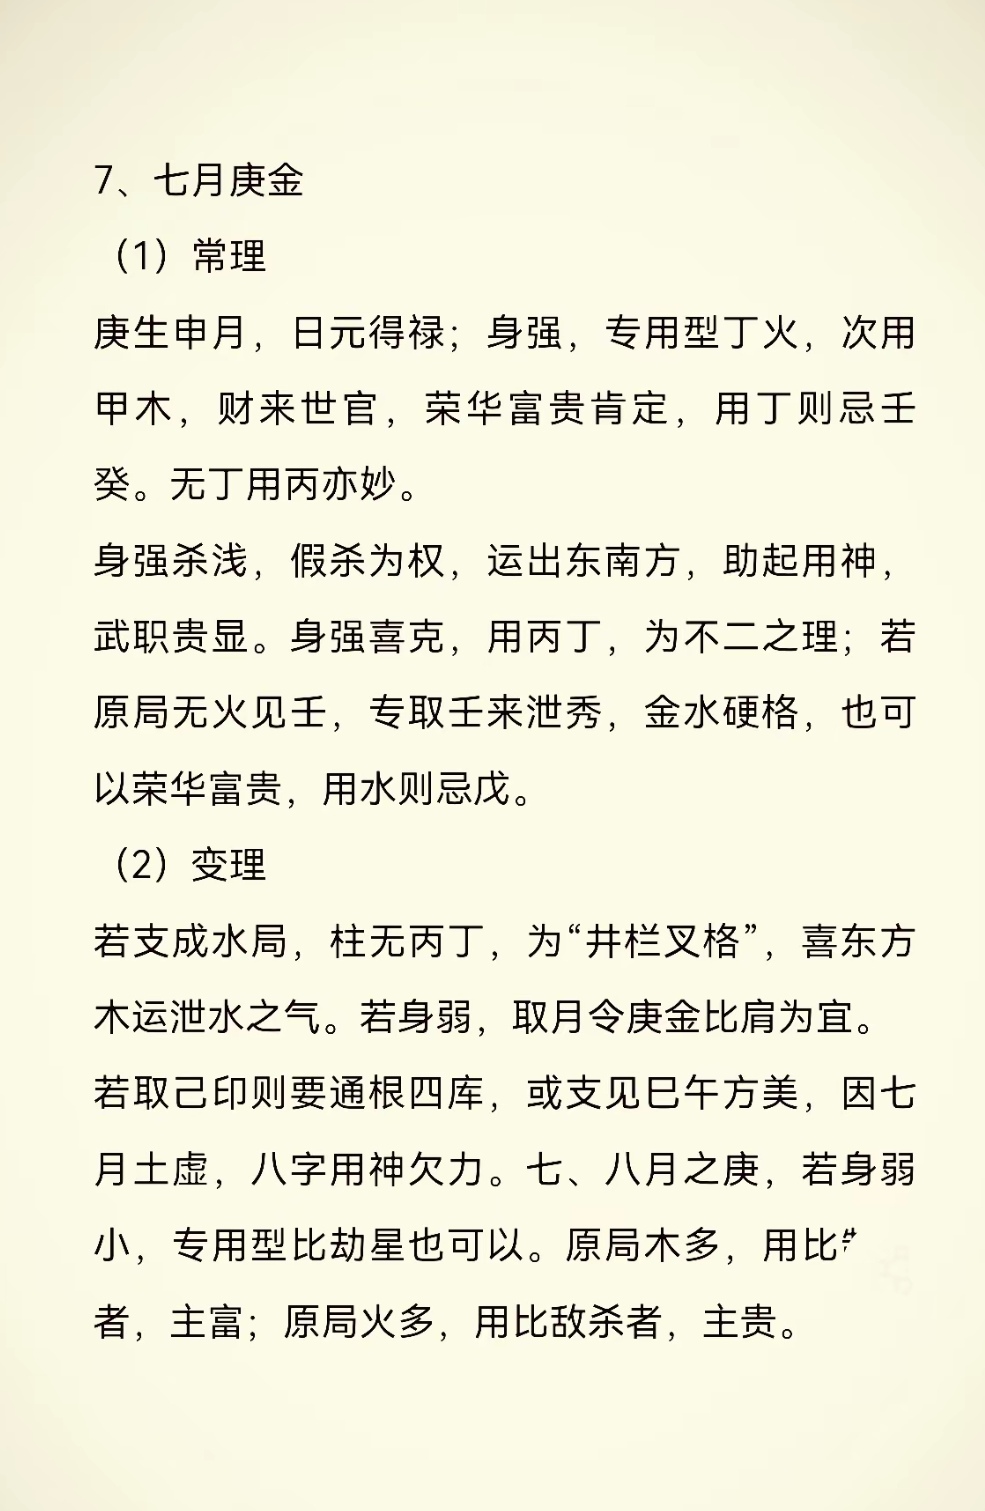 7、七月庚金
（1）常理
庚生申月，日元得禄；身强，专用型丁火，次用
甲木，财来世官，荣华富贵肯定，用丁则忌壬
癸。无丁用丙亦妙。
身强杀浅，假杀为权，运出东南方，助起用神，
武职贵显。身强喜克，用丙丁，为不二之理；若
原局无火见壬，专取壬来泄秀，金水硬格，也可
以荣华富贵，用水则忌戊。
（2）变理
若支成水局，柱无丙丁，为“井栏叉格”，喜东方
木运泄水之气。若身弱，取月令庚金比肩为宜。
若取己印则要通根四库，或支见巳午方美，因七
月土虚，八字用神欠力。七、八月之庚，若身弱
小，专用型比劫星也可以。原局木多，用比
者，主富；原局火多，用比敌杀者，主贵。